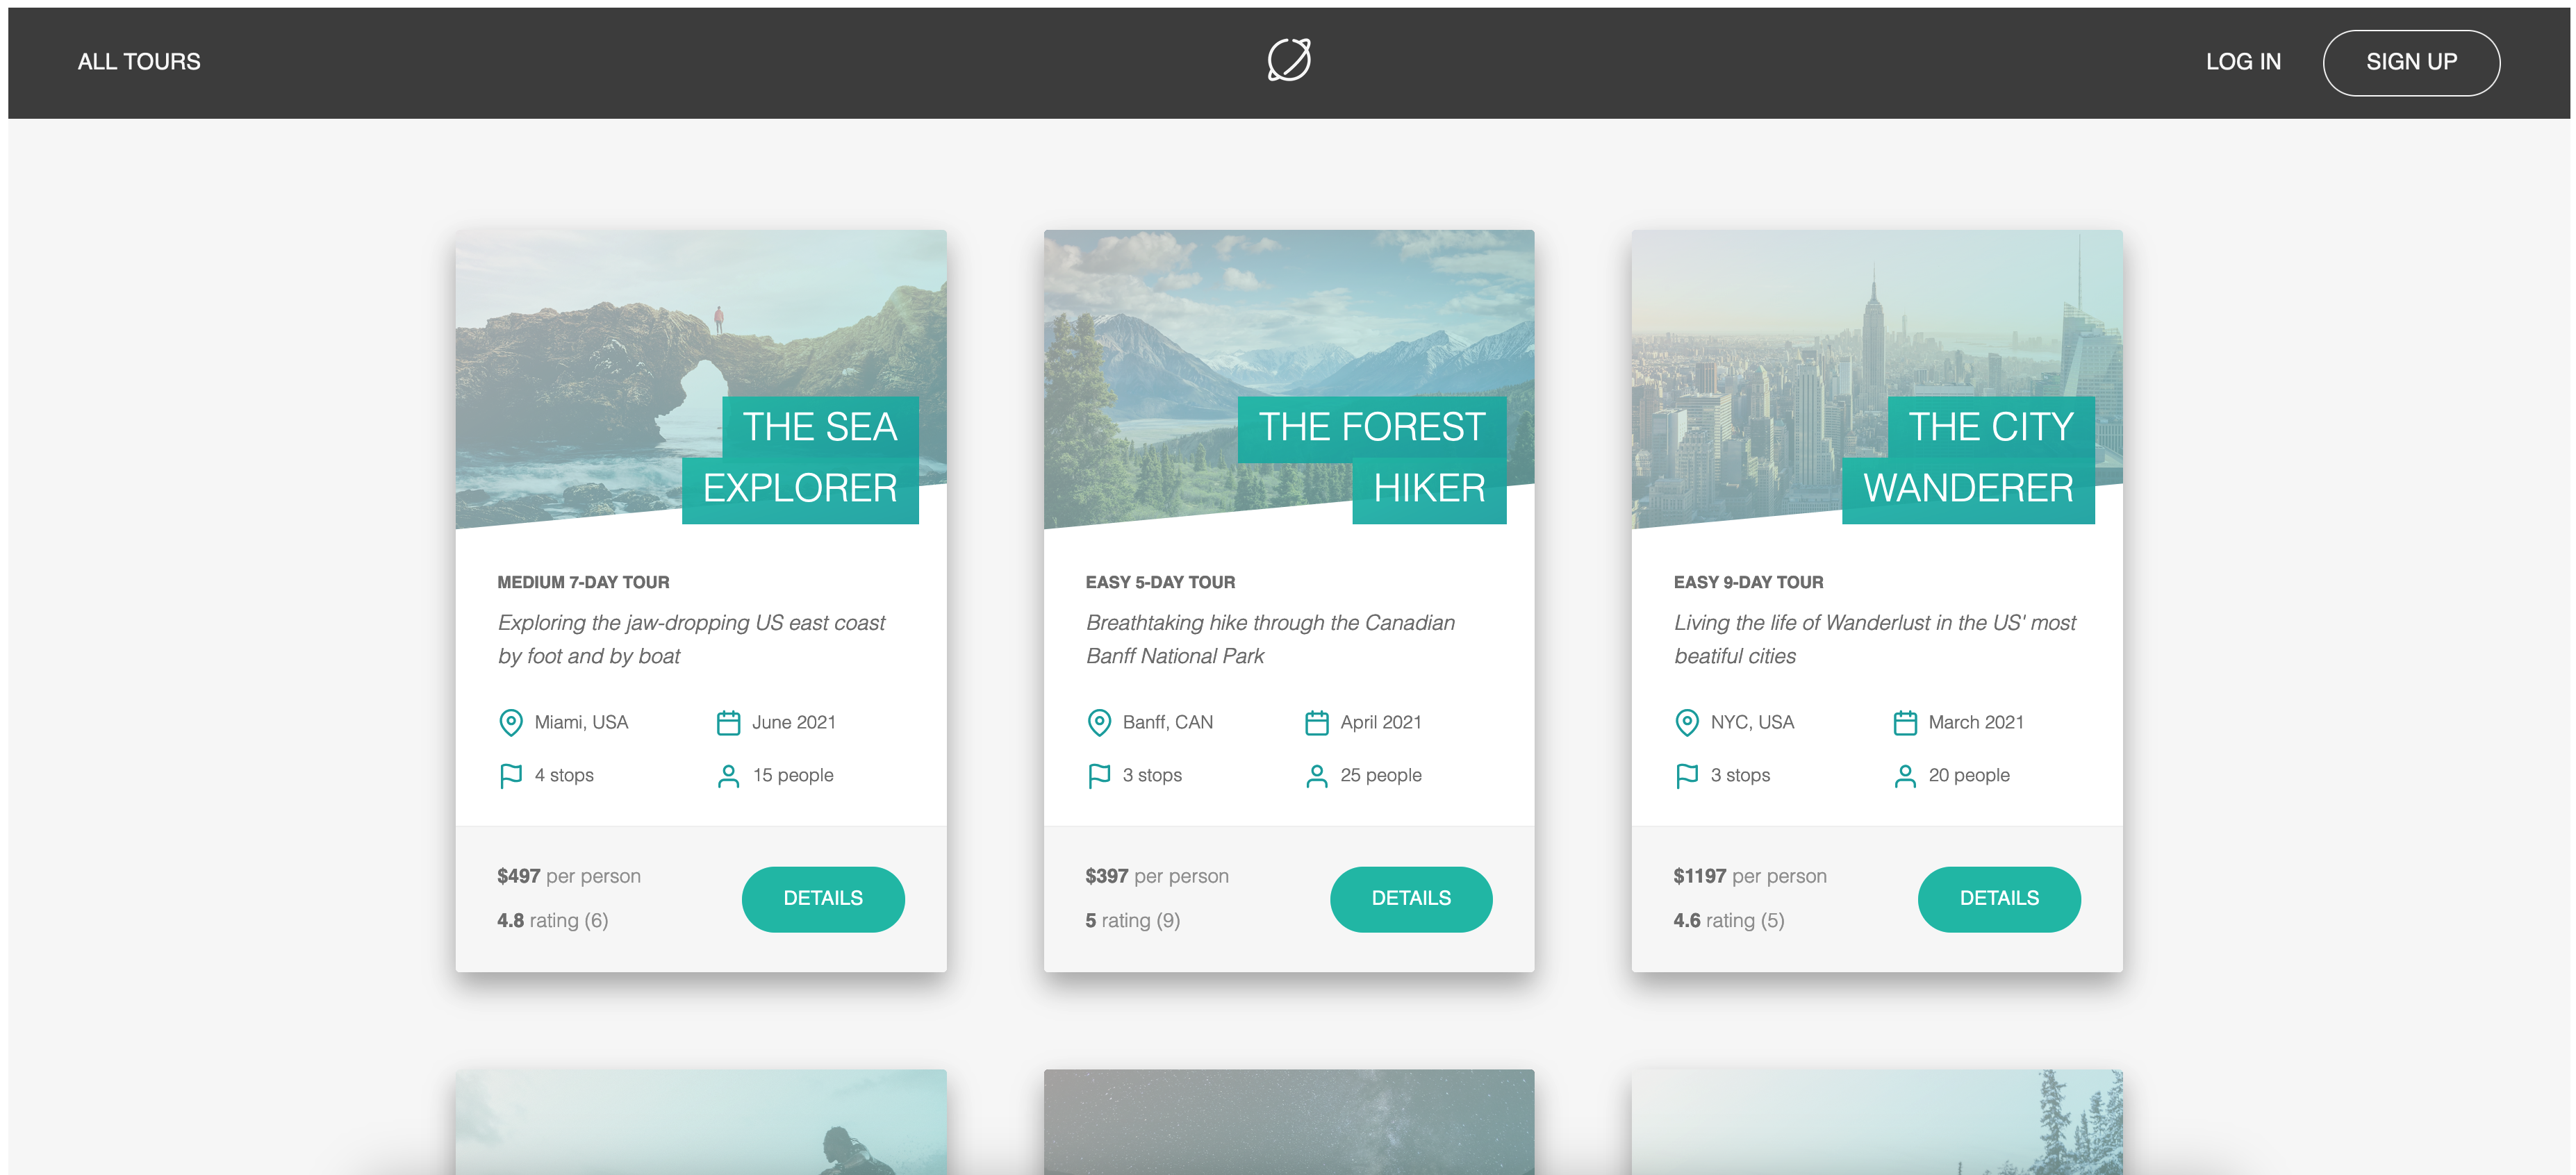 ALL TOURS
LOG IN
SIGN UP
THE SEA
EXPLORER
MEDIUM 7-DAY TOUR
Exploring the jaw-dropping US east coast
by foot and by boat
Miami, USA
June 2021
4 stops
15 people
$497 per person
4.8 rating (6)
DETAILS
THE FOREST
HIKER
EASY 5-DAY TOUR
Breathtaking hike through the Canadian
Banff National Park
Banff, CAN
April 2021
3 stops
25 people
$397 per person
5 rating (9)
DETAILS
THE CITY
WANDERER
EASY 9-DAY TOUR
Living the life of Wanderlust in the US' most
beatiful cities
NYC, USA
March 2021
3 stops
20 people
$1197 per person
4.6 rating (5)
DETAILS